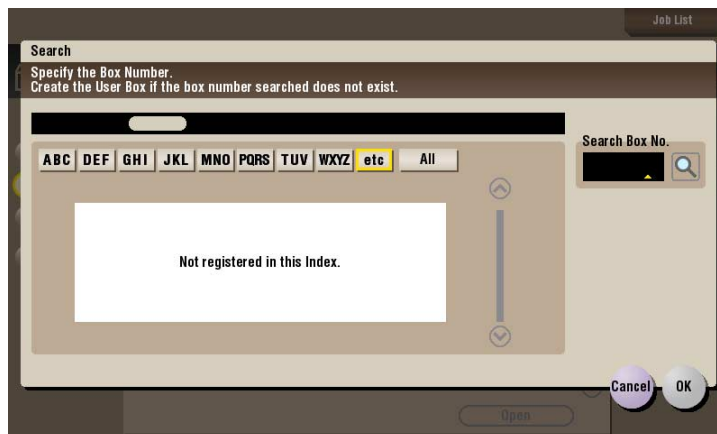 Job List
Search
Specify the Box Number.
Create the User Box if the box number searched does not exist.
Search Box No.
ABC DEF GHI JKL MNO PQRS TUV WXYZ etc All
Not registered in this Index.
Cancel OK
Open